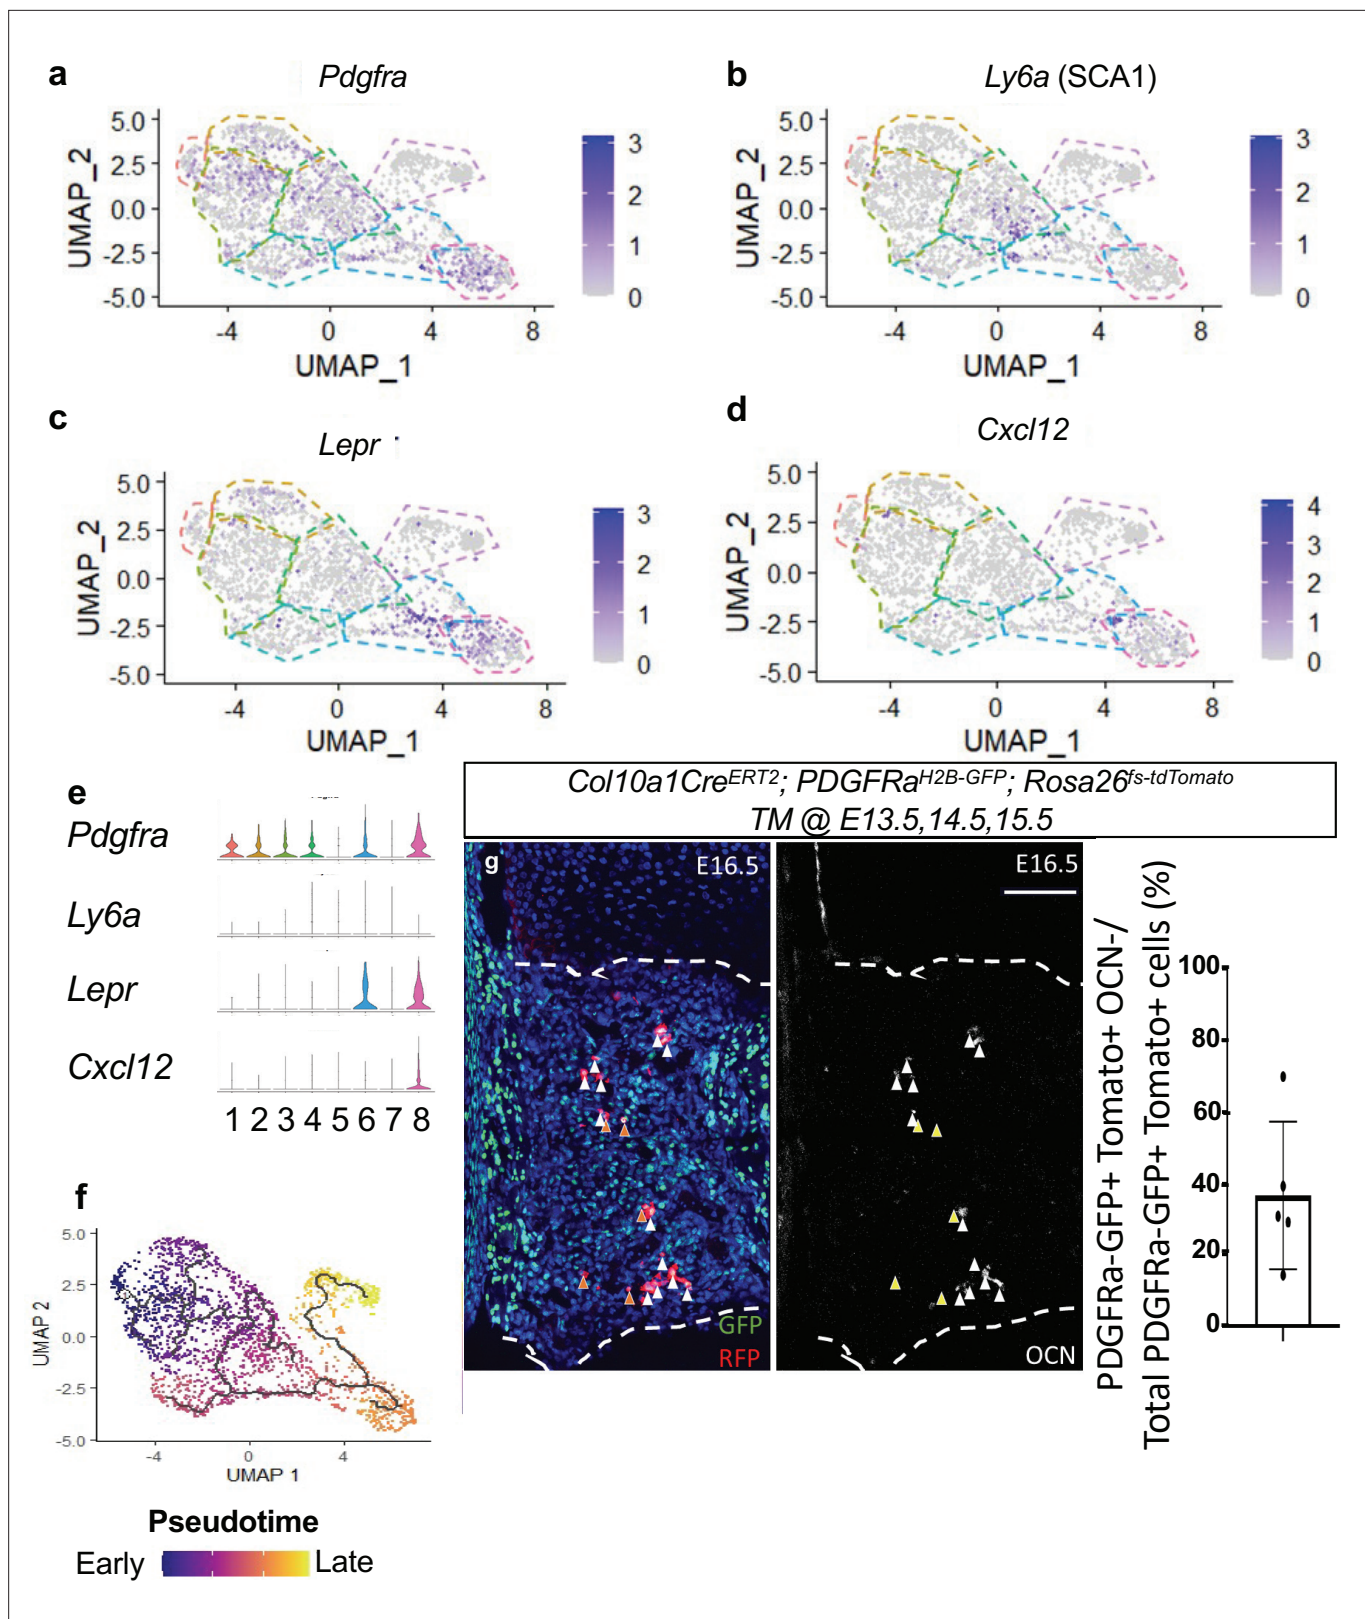 a
Pdgfra
5.0
2.5
0.0
-2.5
-5.0
UMAP_2
-4 0 4 8
UMAP_1
3
2
1
0
b
Ly6a (SCA1)
5.0
2.5
0.0
-2.5
-5.0
UMAP_2
-4 0 4 8
UMAP_1
3
2
1
0
c
Lepr
5.0
2.5
0.0
-2.5
-5.0
UMAP_2
-4 0 4 8
UMAP_1
3
2
1
0
d
Cxcl12
5.0
2.5
0.0
-2.5
-5.0
UMAP_2
-4 0 4 8
UMAP_1
4
3
2
1
0
e
Pdgfra
Ly6a
Lepr
Cxcl12
1 2 3 4 5 6 7 8
f
5.0
2.5
0.0
-2.5
-5.0
UMAP 2
-4 0 4
UMAP 1
Pseudotime
Early Late
Col10a1CreERT2; PDGFRaH2B-GFP; Rosa26fs-tdTomato
TM @ E13.5,14.5,15.5
g
E16.5
GFP
RFP
E16.5
OCN
PDGFRa-GFP+ Tomato+ OCN-/
Total PDGFRa-GFP+ Tomato+ cells (%)
100
80
60
40
20
0